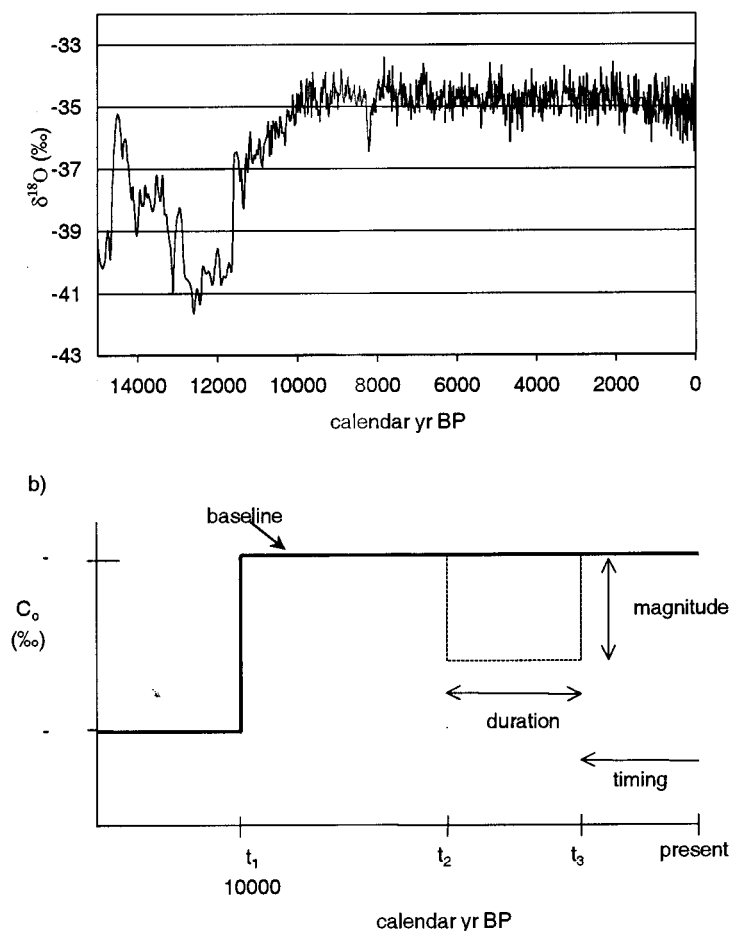 -33
-35
-37
-39
-41
-43
δ¹⁸O (‰)
14000 12000 10000 8000 6000 4000 2000 0
calendar yr BP
b)
baseline
-
C₀
(‰)
magnitude
duration
-
timing
t₁ t₂ t₃ present
10000
calendar yr BP